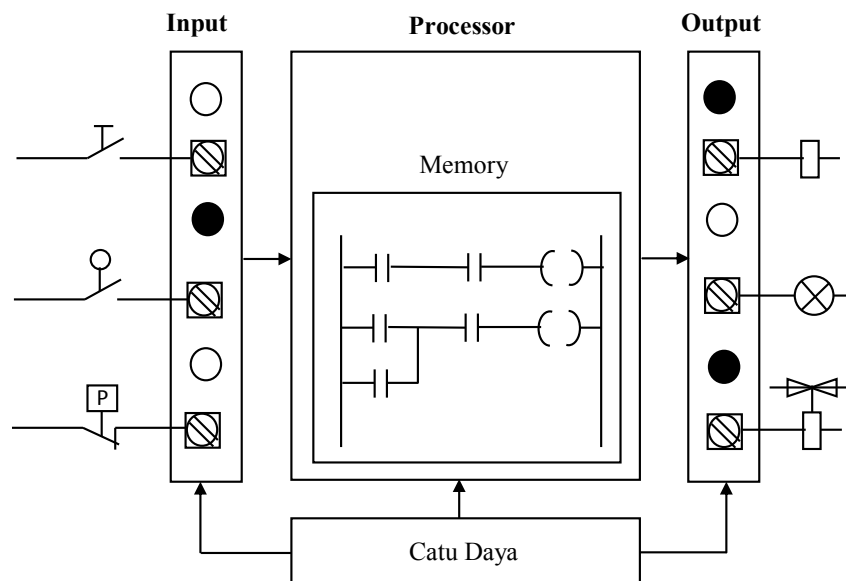 Input
Processor
Output
Memory
P
Catu Daya